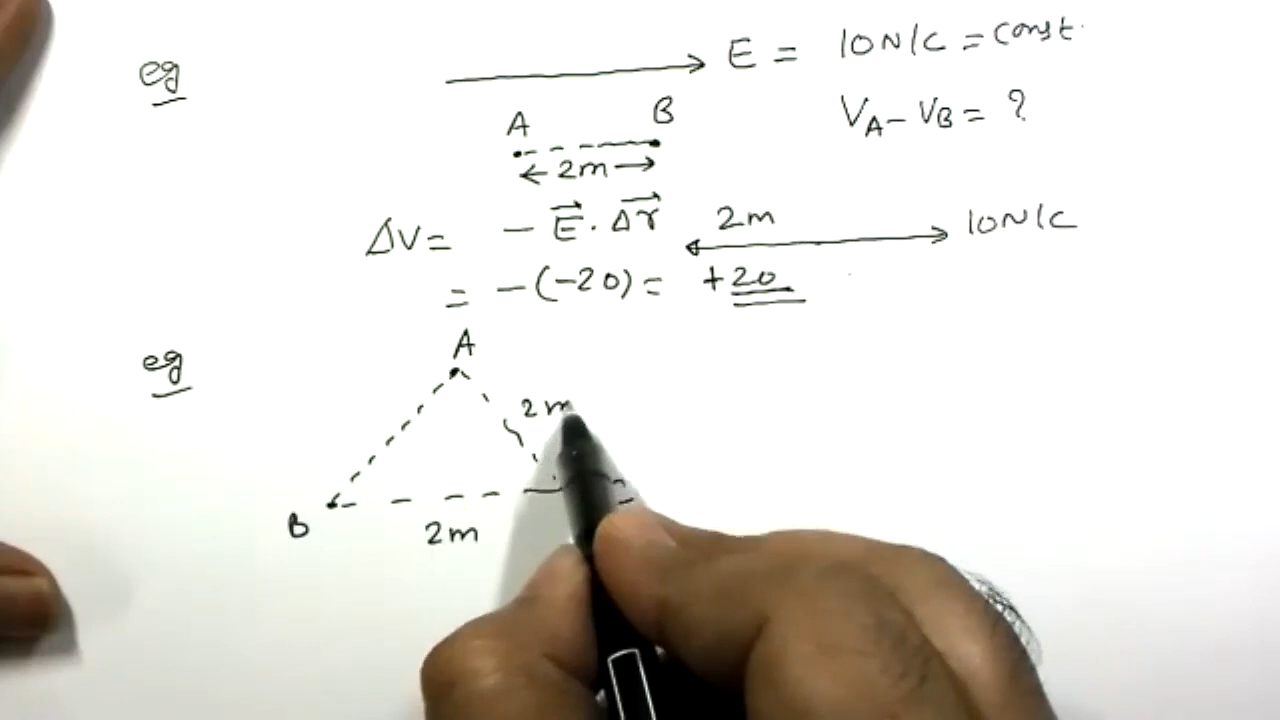 eg E = 10N/C = const.
V_A - V_B = ?
A B
2m
ΔV = - E⃗ . Δr⃗ 2m 10N/C
= -(-20) = +20
eg A
2m
B 2m